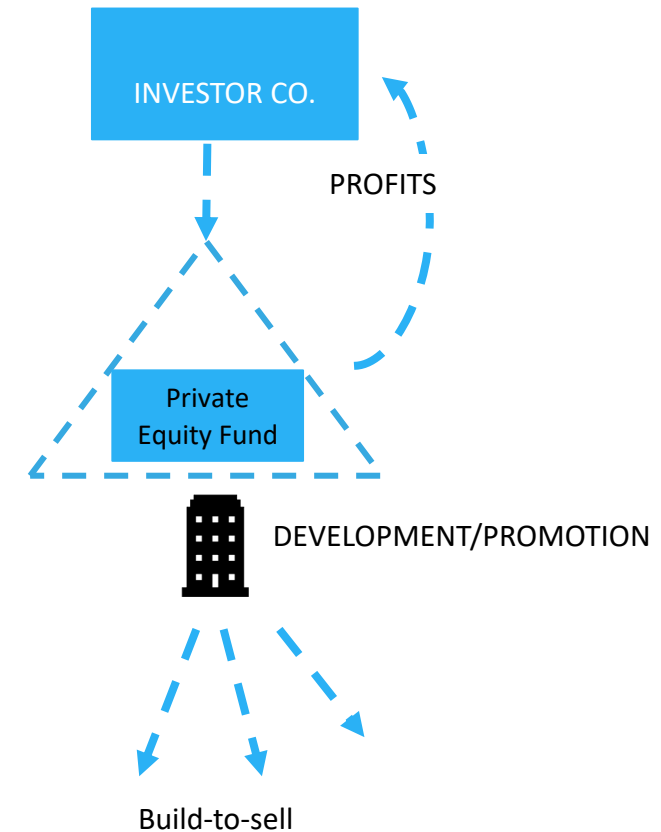 INVESTOR CO.
PROFITS
Private
Equity Fund
DEVELOPMENT/PROMOTION
Build-to-sell